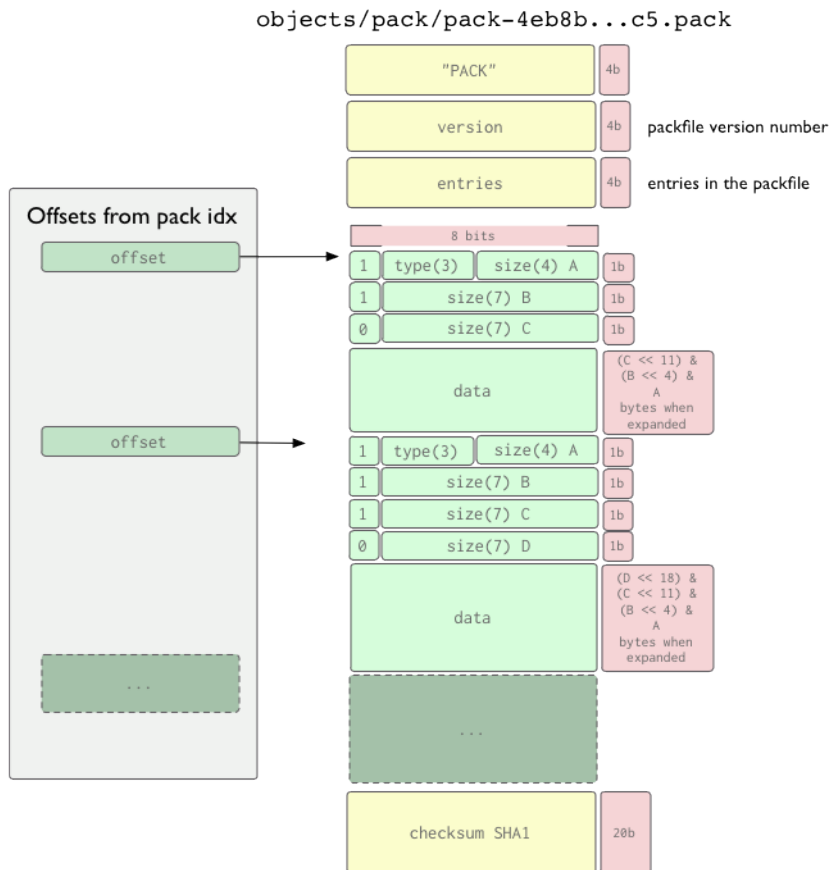 objects/pack/pack-4eb8b...c5.pack
"PACK" 4b
version 4b packfile version number
entries 4b entries in the packfile
Offsets from pack idx
8 bits
offset
1 type(3) size(4) A 1b
1 size(7) B 1b
0 size(7) C 1b
data
(C << 11) &
(B << 4) &
A
bytes when
expanded
offset
1 type(3) size(4) A 1b
1 size(7) B 1b
1 size(7) C 1b
0 size(7) D 1b
data
(D << 18) &
(C << 11) &
(B << 4) &
A
bytes when
expanded
...
...
checksum SHA1 20b